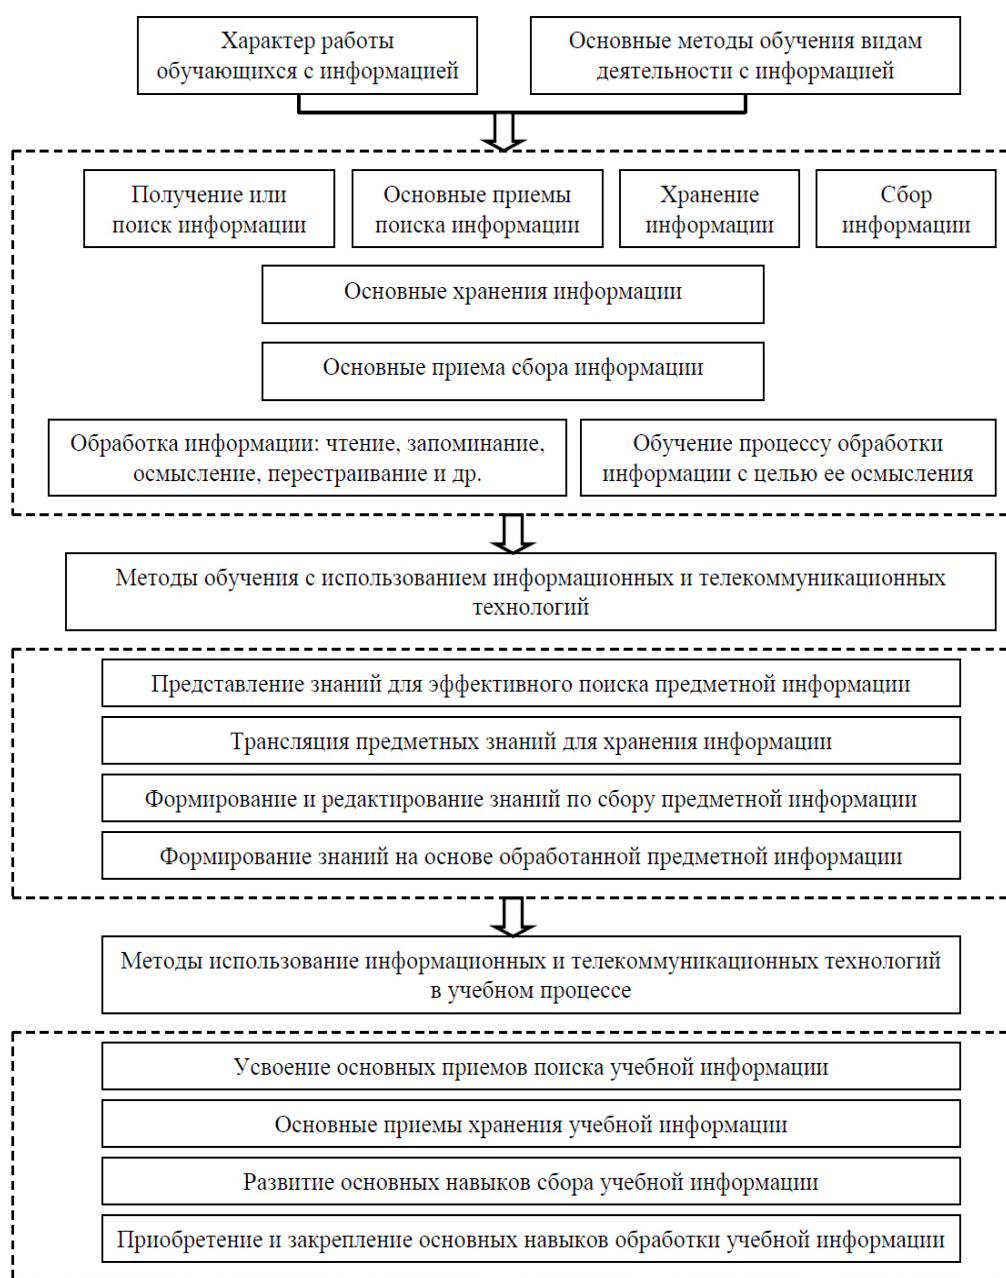 Характер работы
обучающихся с информацией
Основные методы обучения видам
деятельности с информацией
Получение или
поиск информации
Основные приемы
поиска информации
Хранение
информации
Сбор
информации
Основные хранения информации
Основные приема сбора информации
Обработка информации: чтение, запоминание,
осмысление, перестраивание и др.
Обучение процессу обработки
информации с целью ее осмысления
Методы обучения с использованием информационных и телекоммуникационных
технологий
Представление знаний для эффективного поиска предметной информации
Трансляция предметных знаний для хранения информации
Формирование и редактирование знаний по сбору предметной информации
Формирование знаний на основе обработанной предметной информации
Методы использование информационных и телекоммуникационных технологий
в учебном процессе
Усвоение основных приемов поиска учебной информации
Основные приемы хранения учебной информации
Развитие основных навыков сбора учебной информации
Приобретение и закрепление основных навыков обработки учебной информации